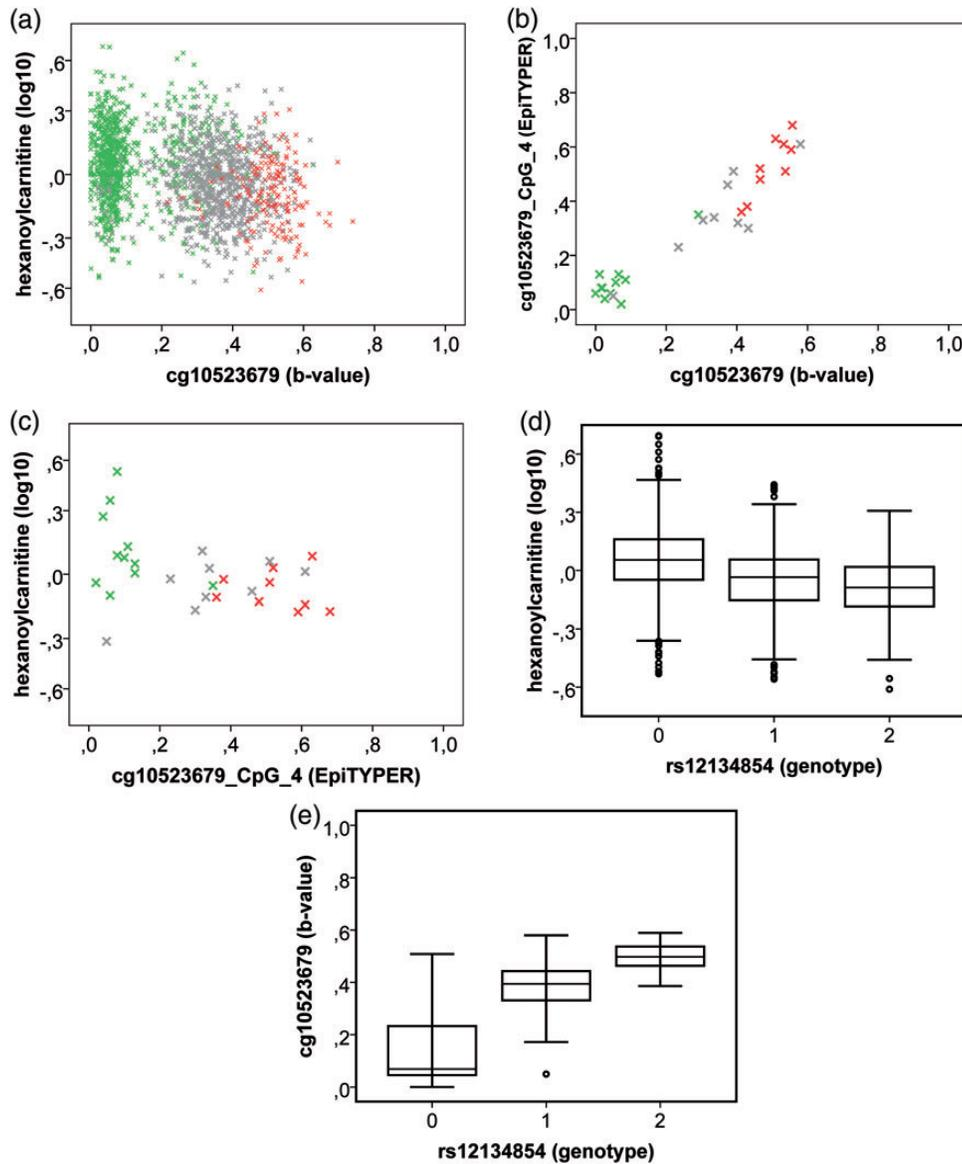 (a)
hexanoylcarnitine (log10)
,6
,3
,0
-,3
-,6
,0 ,2 ,4 ,6 ,8 1,0
cg10523679 (b-value)
(b)
cg10523679_CpG_4 (EpiTYPER)
1,0
,8
,6
,4
,2
,0
,0 ,2 ,4 ,6 ,8 1,0
cg10523679 (b-value)
(c)
hexanoylcarnitine (log10)
,6
,3
,0
-,3
-,6
,0 ,2 ,4 ,6 ,8 1,0
cg10523679_CpG_4 (EpiTYPER)
(d)
hexanoylcarnitine (log10)
,6
,3
,0
-,3
-,6
0 1 2
rs12134854 (genotype)
(e)
cg10523679 (b-value)
1,0
,8
,6
,4
,2
,0
0 1 2
rs12134854 (genotype)